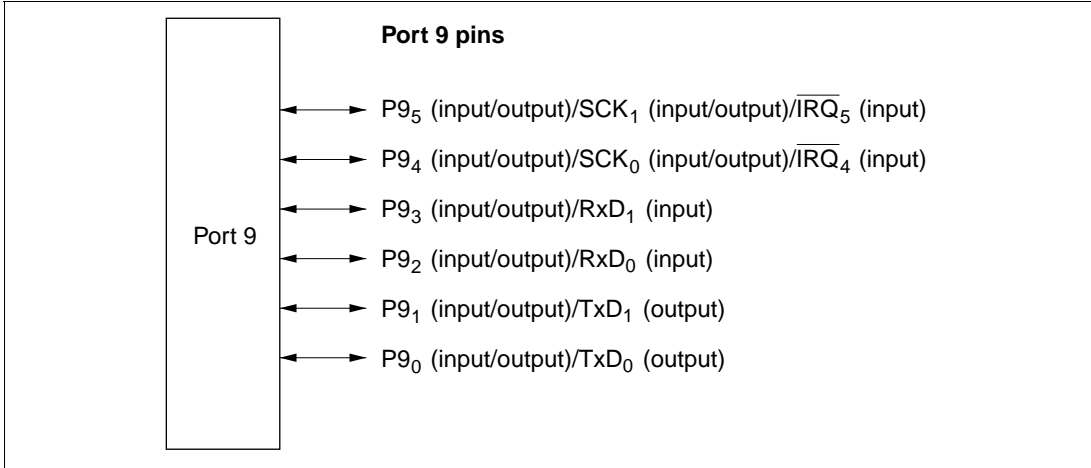 Port 9 pins
P9₅ (input/output)/SCK₁ (input/output)/I̅R̅Q̅₅ (input)
P9₄ (input/output)/SCK₀ (input/output)/I̅R̅Q̅₄ (input)
P9₃ (input/output)/RxD₁ (input)
Port 9
P9₂ (input/output)/RxD₀ (input)
P9₁ (input/output)/TxD₁ (output)
P9₀ (input/output)/TxD₀ (output)